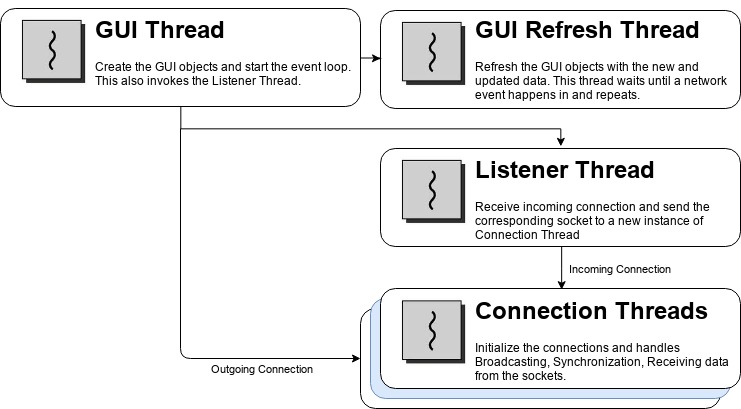 GUI Thread
Create the GUI objects and start the event loop.
This also invokes the Listener Thread.
GUI Refresh Thread
Refresh the GUI objects with the new and
updated data. This thread waits until a network
event happens in and repeats.
Listener Thread
Receive incoming connection and send the
corresponding socket to a new instance of
Connection Thread
Incoming Connection
Connection Threads
Initialize the connections and handles
Broadcasting, Synchronization, Receiving data
from the sockets.
Outgoing Connection